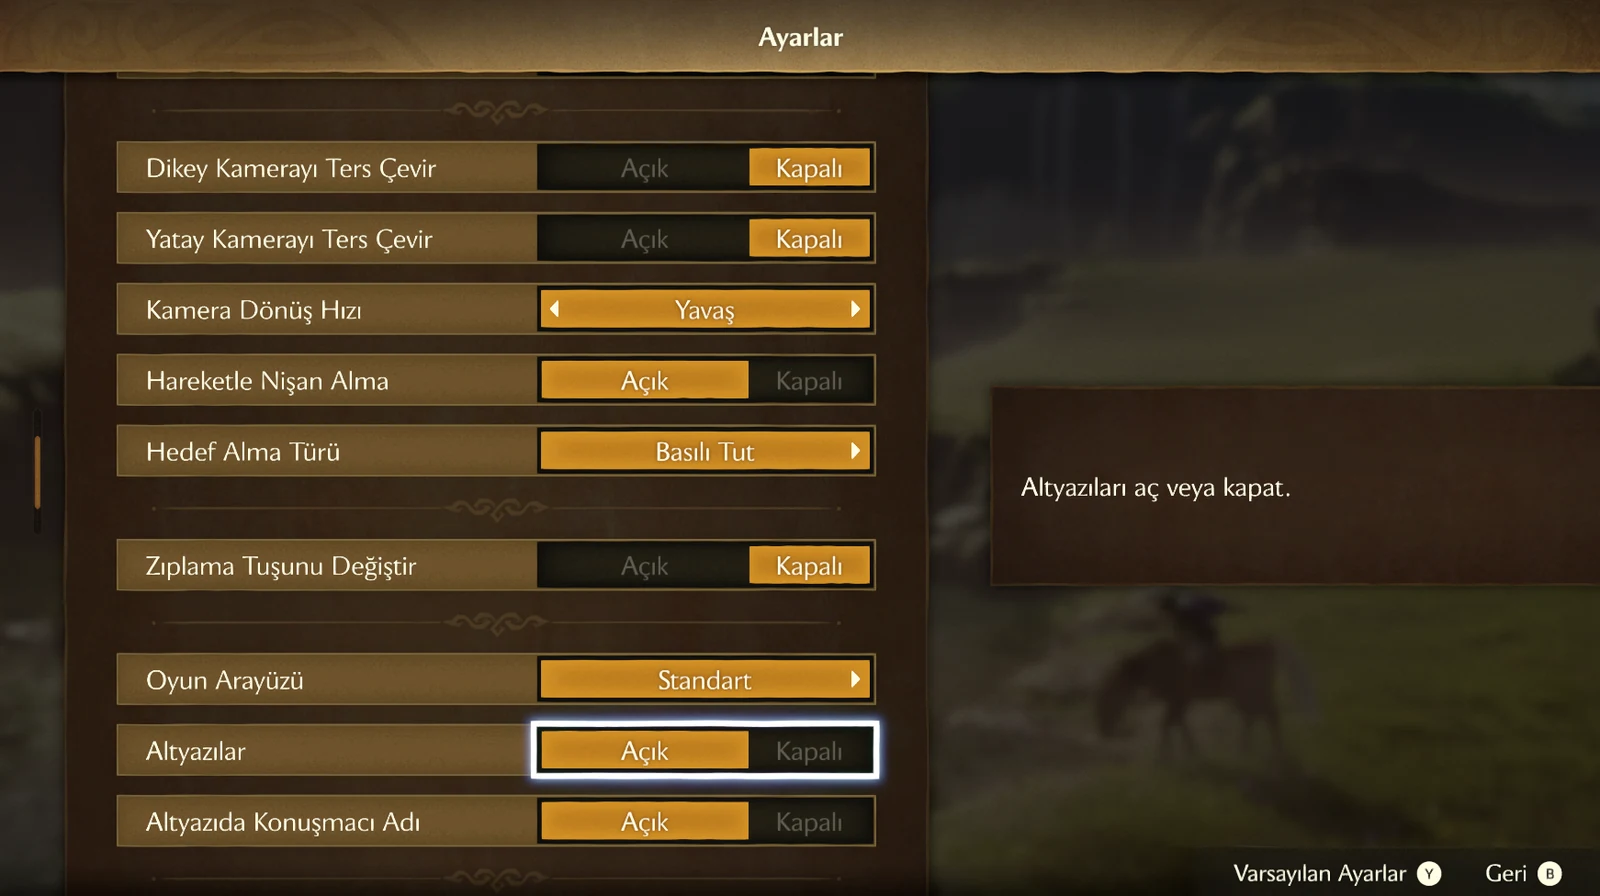 Ayarlar
Dikey Kamerayı Ters Çevir Açık Kapalı
Yatay Kamerayı Ters Çevir Açık Kapalı
Kamera Dönüş Hızı Yavaş
Hareketle Nişan Alma Açık Kapalı
Hedef Alma Türü Basılı Tut
Zıplama Tuşunu Değiştir Açık Kapalı
Oyun Arayüzü Standart
Altyazılar Açık Kapalı
Altyazıda Konuşmacı Adı Açık Kapalı
Altyazıları aç veya kapat.
Varsayılan Ayarlar Y Geri B